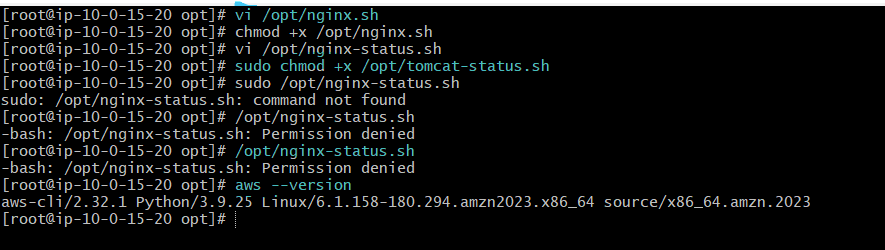 [root@ip-10-0-15-20 opt]# vi /opt/nginx.sh
[root@ip-10-0-15-20 opt]# chmod +x /opt/nginx.sh
[root@ip-10-0-15-20 opt]# vi /opt/nginx-status.sh
[root@ip-10-0-15-20 opt]# sudo chmod +x /opt/tomcat-status.sh
[root@ip-10-0-15-20 opt]# sudo /opt/nginx-status.sh
sudo: /opt/nginx-status.sh: command not found
[root@ip-10-0-15-20 opt]# /opt/nginx-status.sh
-bash: /opt/nginx-status.sh: Permission denied
[root@ip-10-0-15-20 opt]# /opt/nginx-status.sh
-bash: /opt/nginx-status.sh: Permission denied
[root@ip-10-0-15-20 opt]# aws --version
aws-cli/2.32.1 Python/3.9.25 Linux/6.1.158-180.294.amzn2023.x86_64 source/x86_64.amzn.2023
[root@ip-10-0-15-20 opt]#